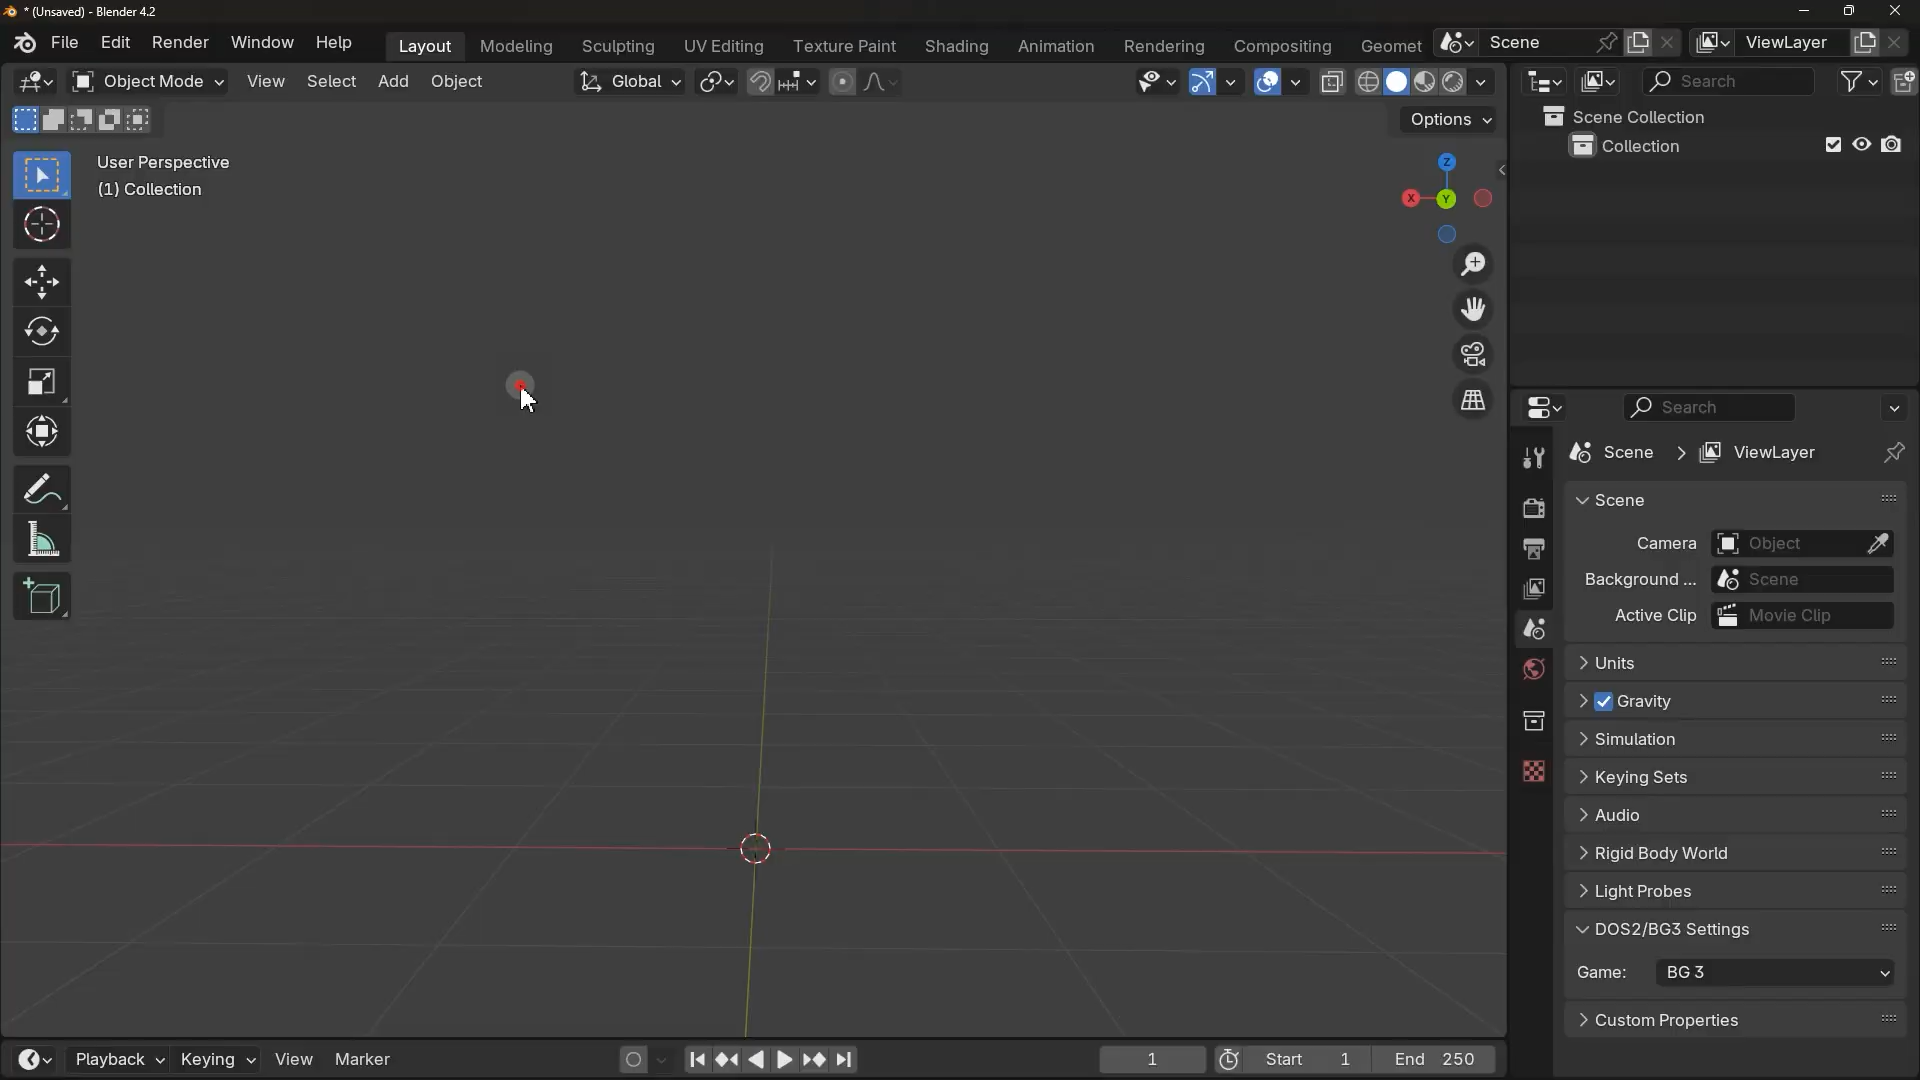 * (Unsaved) - Blender 4.2
File Edit Render Window Help Layout Modeling Sculpting UV Editing Texture Paint Shading Animation Rendering Compositing Geomet Scene ViewLayer
Object Mode View Select Add Object Global Search
Options
User Perspective
(1) Collection
Z
X
Y
Scene Collection
Collection
Search
Scene ViewLayer
Scene
Camera Object
Background ... Scene
Active Clip Movie Clip
Units
Gravity
Simulation
Keying Sets
Audio
Rigid Body World
Light Probes
DOS2/BG3 Settings
Game: BG 3
Custom Properties
Playback Keying View Marker 1 Start 1 End 250